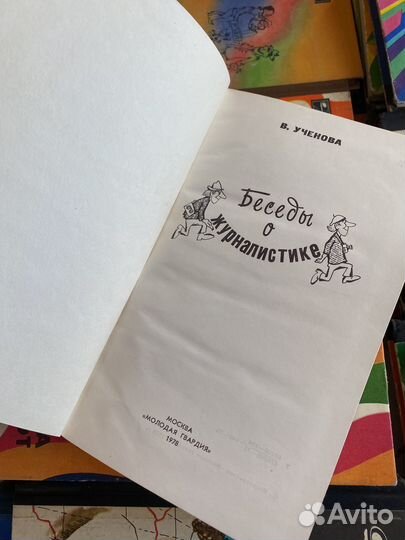 В. УЧЕНОВА
Беседы
о
журналистике
МОСКВА
«МОЛОДАЯ ГВАРДИЯ»
1978
Avito